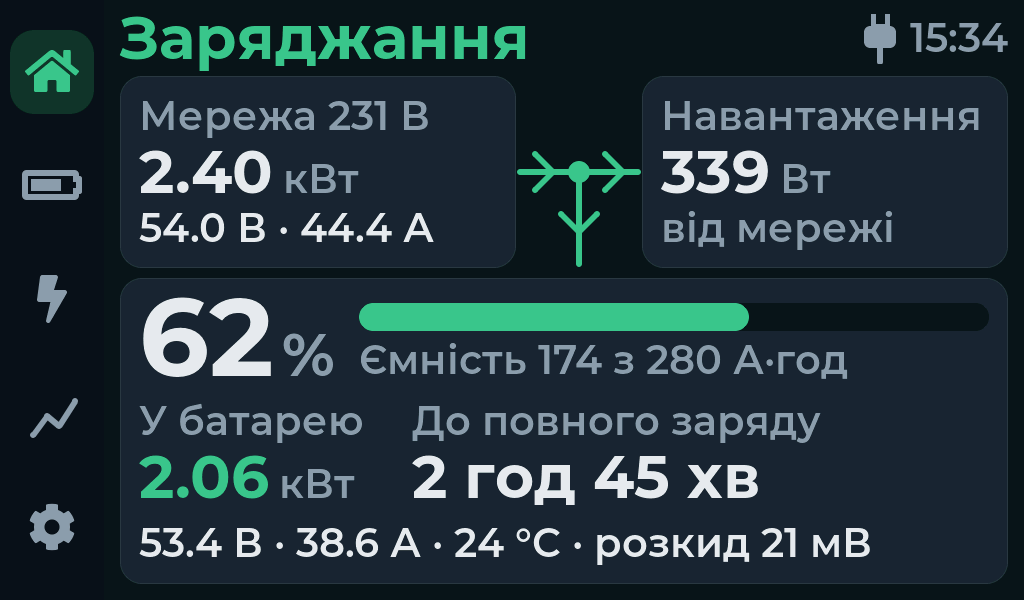 Заряджання
15:34
Мережа 231 В
2.40 кВт
54.0 В · 44.4 А
Навантаження
339 Вт
від мережі
62 %
Ємність 174 з 280 А·год
У батарею
2.06 кВт
До повного заряду
2 год 45 хв
53.4 В · 38.6 А · 24 °C · розкид 21 мВ